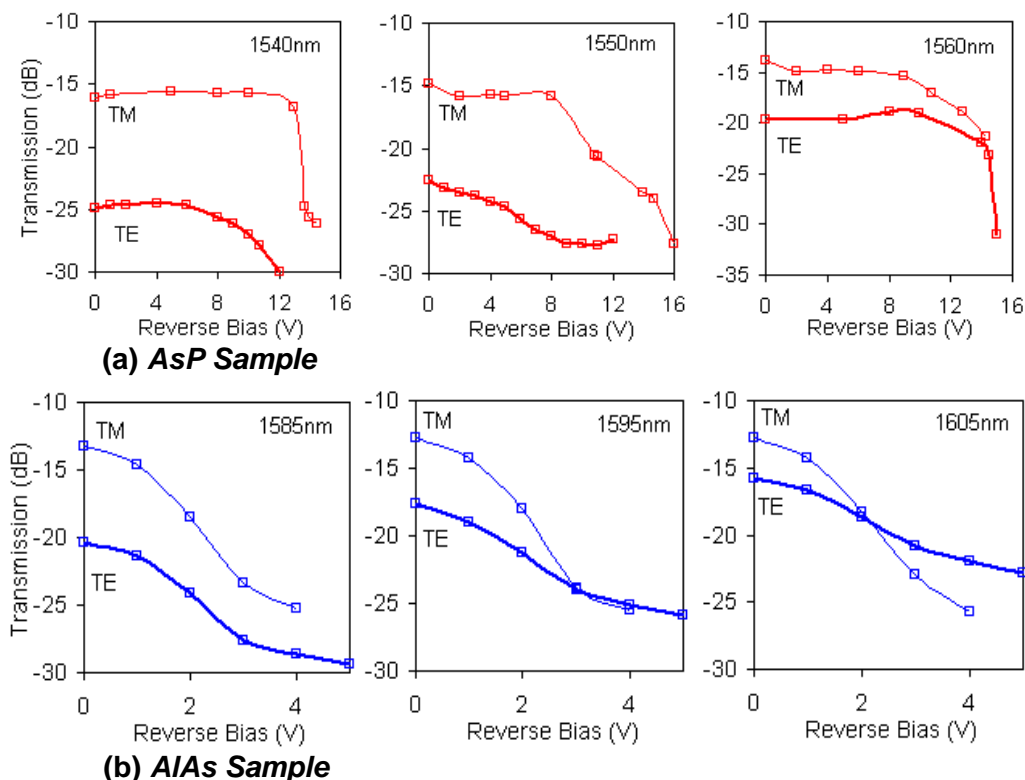 Transmission (dB)
-10
-15
-20
-25
-30
1540nm
TM
TE
0 4 8 12 16
Reverse Bias (V)
-10
-15
-20
-25
-30
1550nm
TM
TE
0 4 8 12 16
Reverse Bias (V)
-10
-15
-20
-25
-30
-35
1560nm
TM
TE
0 4 8 12 16
Reverse Bias (V)
(a) AsP Sample
Transmission (dB)
-10
-15
-20
-25
-30
1585nm
TM
TE
0 2 4
Reverse Bias (V)
-10
-15
-20
-25
-30
1595nm
TM
TE
0 2 4
Reverse Bias (V)
-10
-15
-20
-25
-30
1605nm
TM
TE
0 2 4
Reverse Bias (V)
(b) AlAs Sample